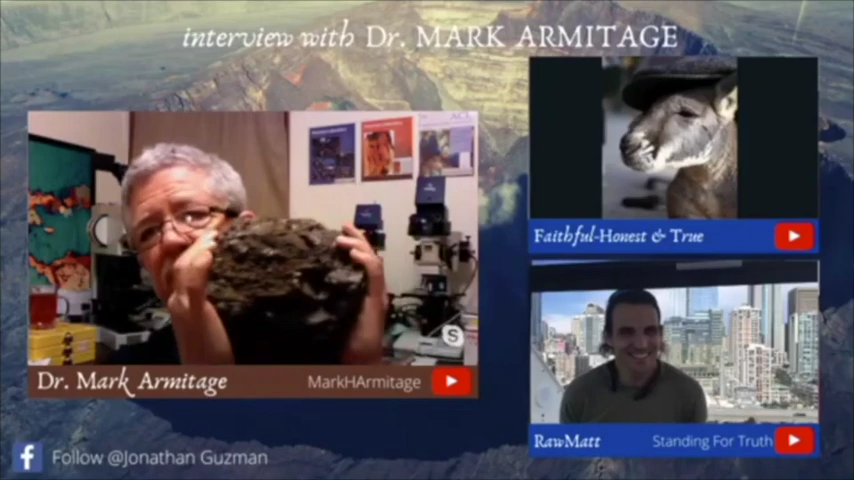 interview with Dr. MARK ARMITAGE
Faithful-Honest & True
Dr. Mark Armitage
MarkHArmitage
RawMatt
Standing For Truth
Follow @Jonathan Guzman